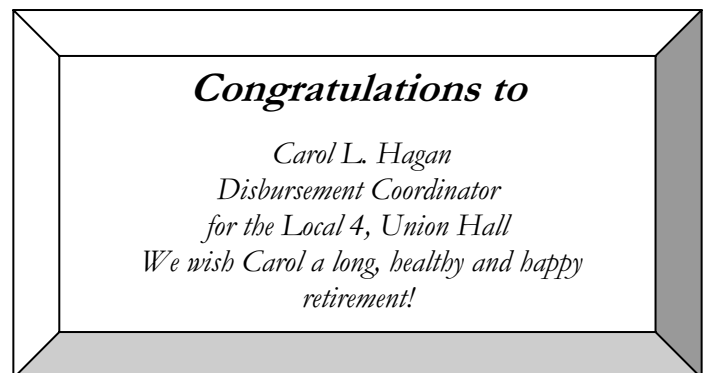 Congratulations to
Carol L. Hagan
Disbursement Coordinator
for the Local 4, Union Hall
We wish Carol a long, healthy and happy
retirement!